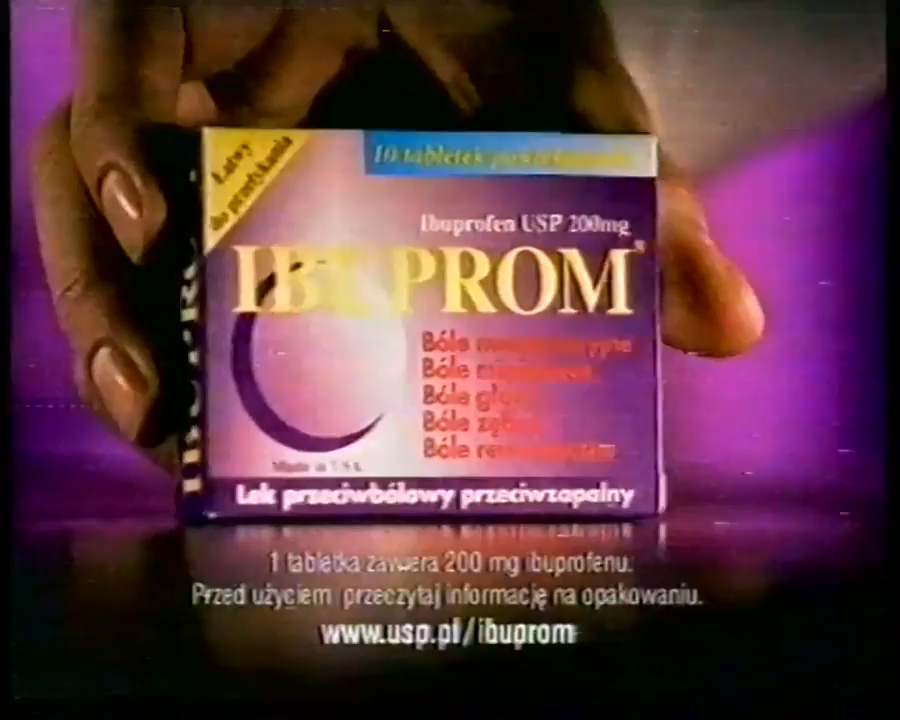 Łatwy
do przełykania
10 tabletek
Ibuprofen USP 200mg
IBUPROM®
Bóle
Bóle
Bóle
Bóle
Bóle
Made in USA
Lek przeciwbólowy przeciwzapalny
1 tabletka zawiera 200 mg ibuprofenu.
Przed użyciem przeczytaj informację na opakowaniu.
www.usp.pl/ibuprom